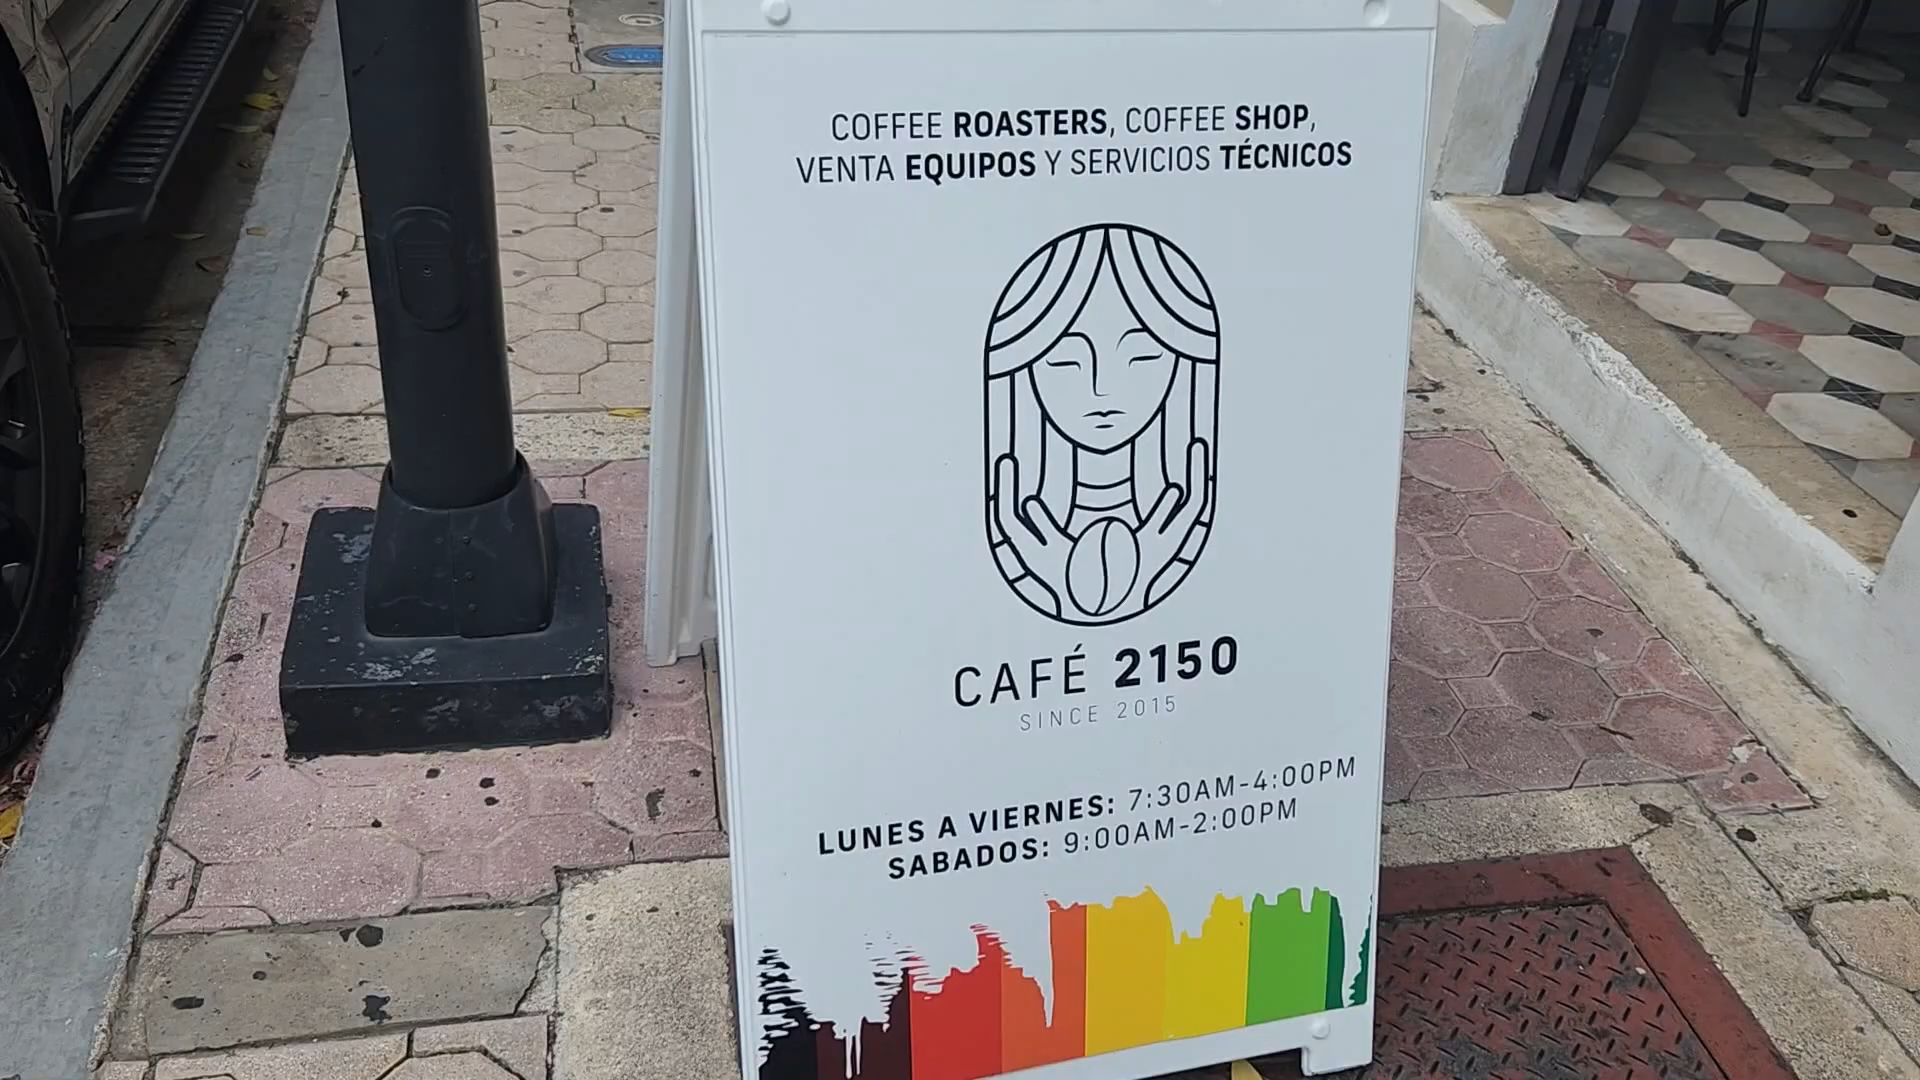 COFFEE ROASTERS, COFFEE SHOP,
VENTA EQUIPOS Y SERVICIOS TÉCNICOS
CAFÉ 2150
SINCE 2015
LUNES A VIERNES: 7:30AM-4:00PM
SABADOS: 9:00AM-2:00PM